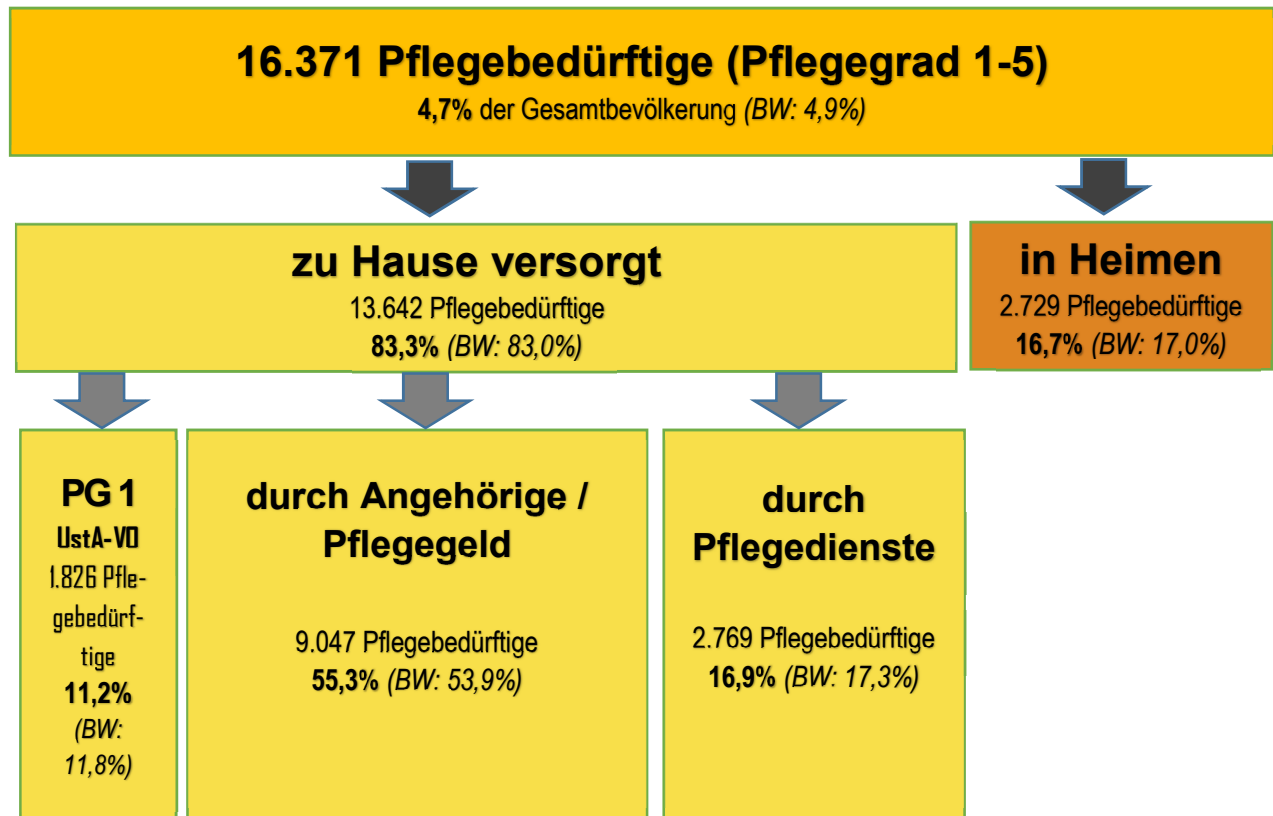 16.371 Pflegebedürftige (Pflegegrad 1-5)
4,7% der Gesamtbevölkerung (BW: 4,9%)
zu Hause versorgt
13.642 Pflegebedürftige
83,3% (BW: 83,0%)
in Heimen
2.729 Pflegebedürftige
16,7% (BW: 17,0%)
PG 1
UstA-VO
1.826 Pfle-
gebedürf-
tige
11,2%
(BW:
11,8%)
durch Angehörige /
Pflegegeld
9.047 Pflegebedürftige
55,3% (BW: 53,9%)
durch
Pflegedienste
2.769 Pflegebedürftige
16,9% (BW: 17,3%)